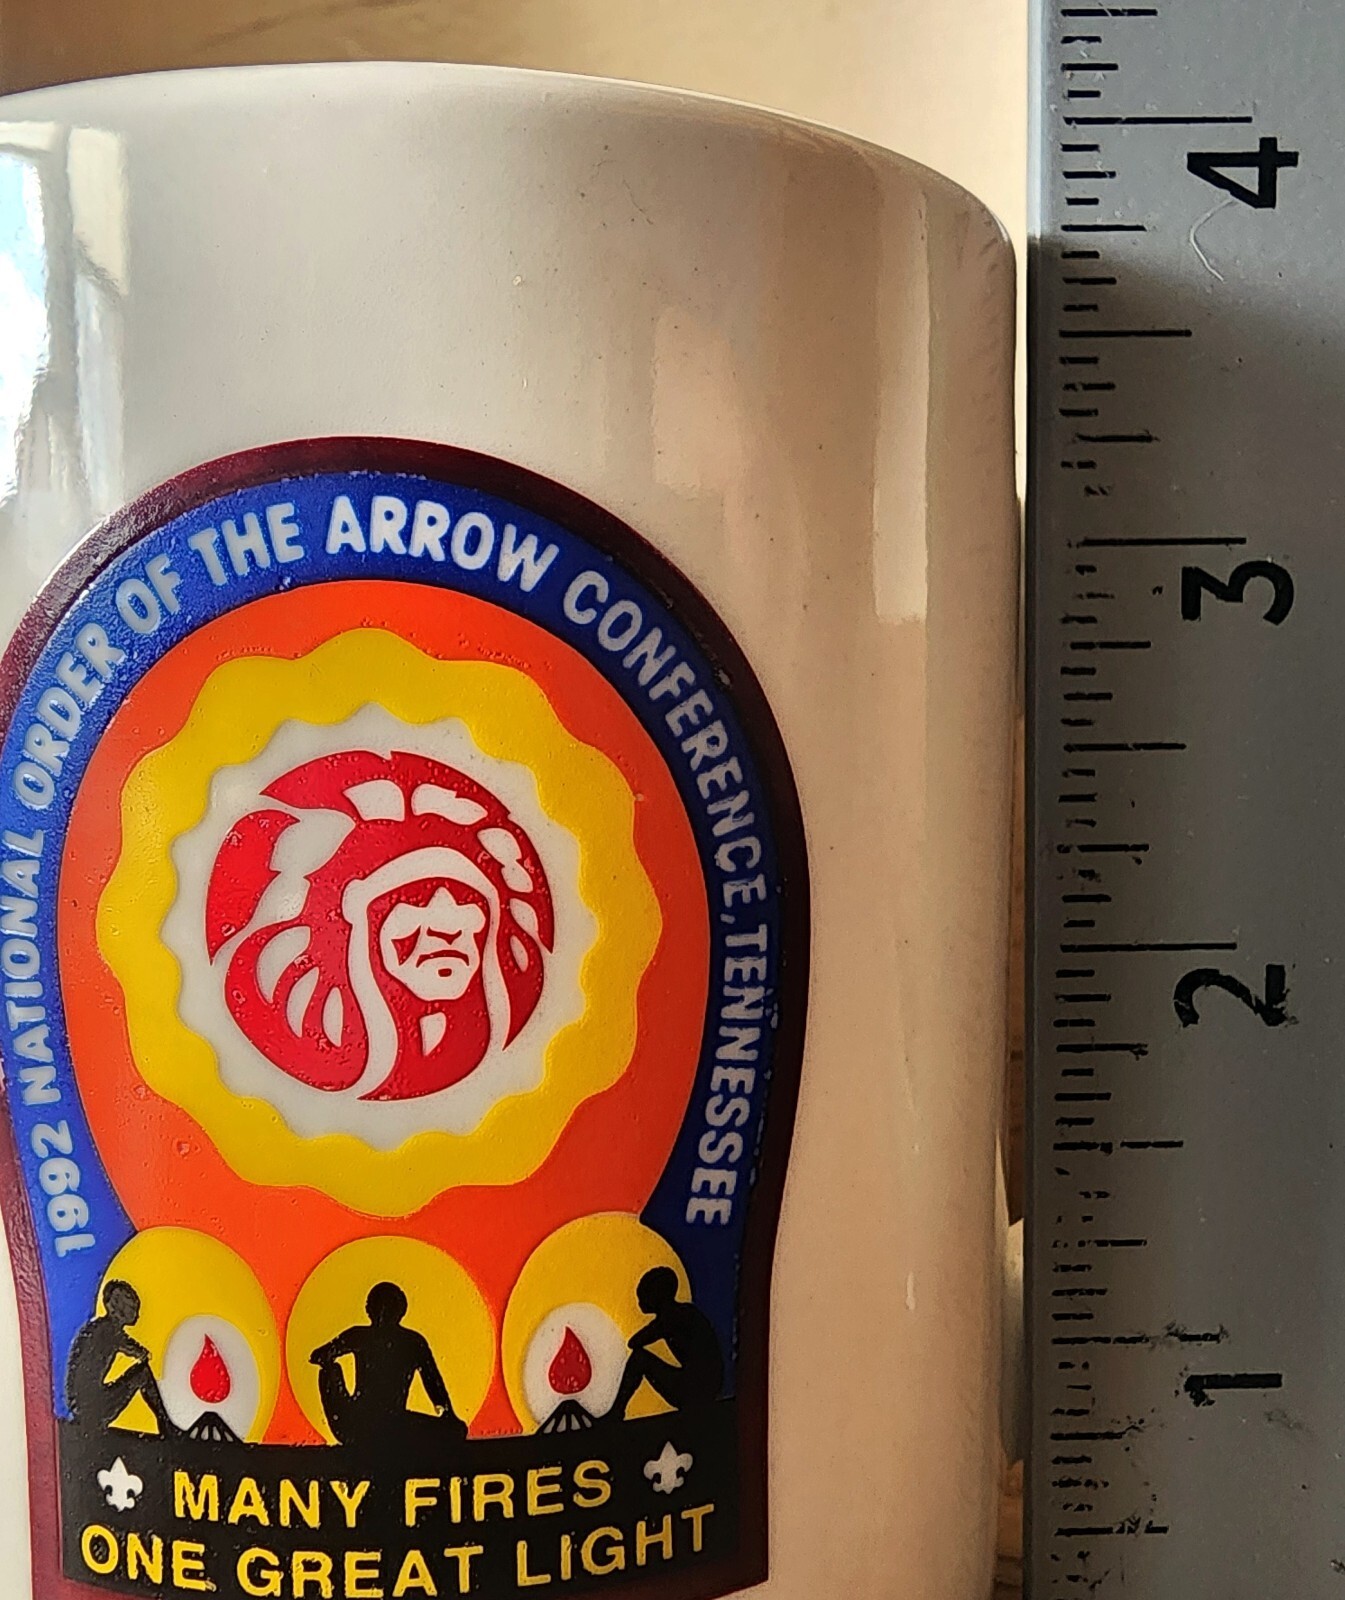 1992 NATIONAL ORDER OF THE ARROW CONFERENCE, TENNESSEE
MANY FIRES
ONE GREAT LIGHT
4
3
2
1